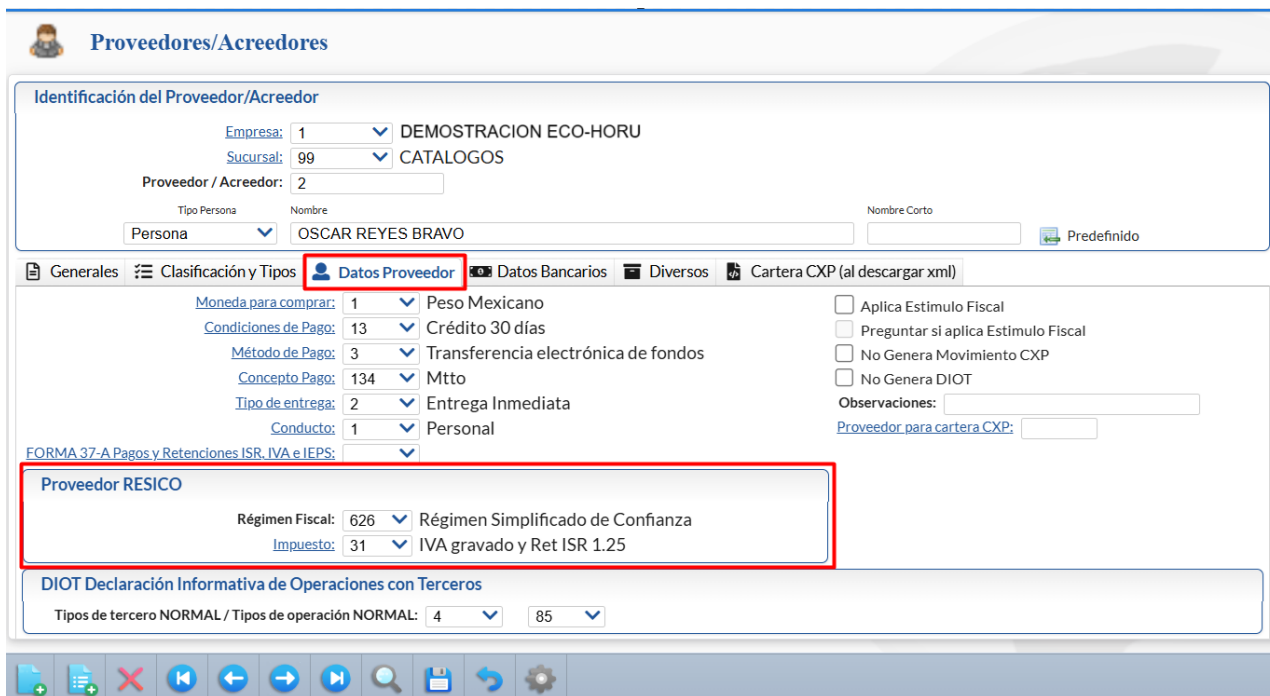 Proveedores/Acreedores
Identificación del Proveedor/Acreedor
Empresa: 1 DEMOSTRACION ECO-HORU
Sucursal: 99 CATALOGOS
Proveedor / Acreedor: 2
Tipo Persona Nombre Nombre Corto
Persona OSCAR REYES BRAVO Predefinido
Generales Clasificación y Tipos Datos Proveedor Datos Bancarios Diversos Cartera CXP (al descargar xml)
Moneda para comprar: 1 Peso Mexicano Aplica Estimulo Fiscal
Condiciones de Pago: 13 Crédito 30 días Preguntar si aplica Estimulo Fiscal
Método de Pago: 3 Transferencia electrónica de fondos No Genera Movimiento CXP
Concepto Pago: 134 Mtto No Genera DIOT
Tipo de entrega: 2 Entrega Inmediata Observaciones:
Conducto: 1 Personal Proveedor para cartera CXP:
FORMA 37-A Pagos y Retenciones ISR, IVA e IEPS:
Proveedor RESICO
Régimen Fiscal: 626 Régimen Simplificado de Confianza
Impuesto: 31 IVA gravado y Ret ISR 1.25
DIOT Declaración Informativa de Operaciones con Terceros
Tipos de tercero NORMAL / Tipos de operación NORMAL: 4 85